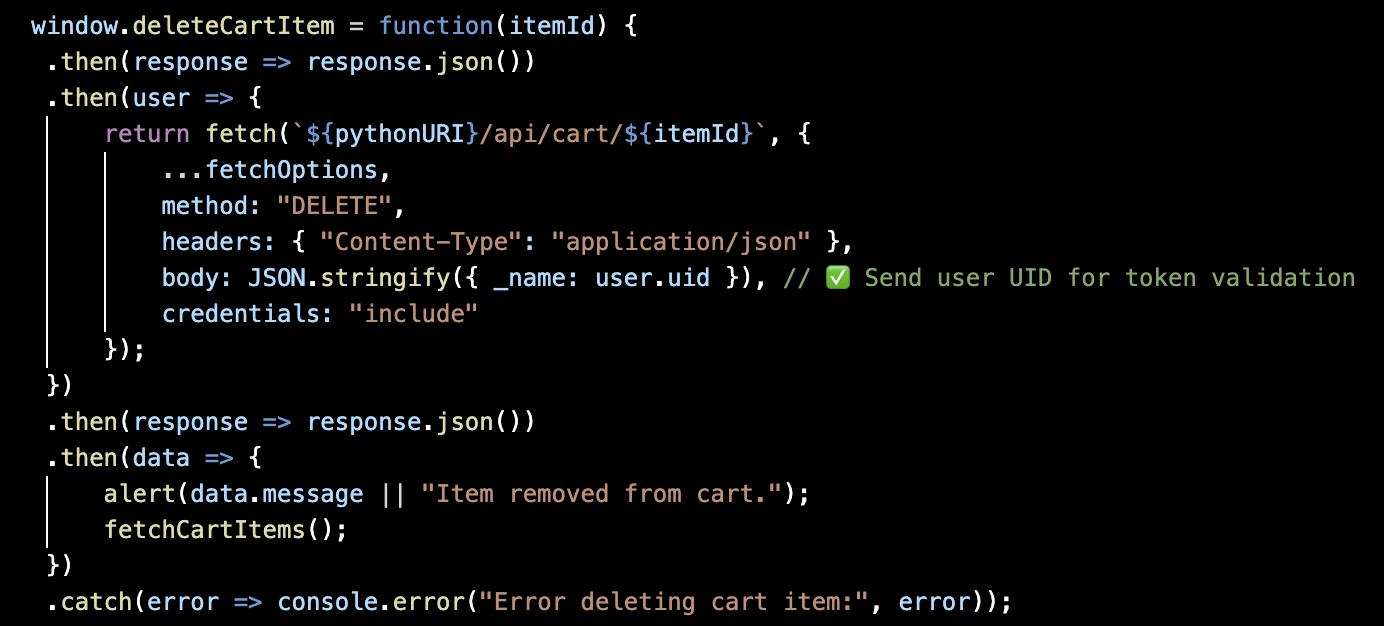 window.deleteCartItem = function(itemId) {
.then(response => response.json())
.then(user => {
return fetch(`${pythonURI}/api/cart/${itemId}`, {
...fetchOptions,
method: "DELETE",
headers: { "Content-Type": "application/json" },
body: JSON.stringify({ _name: user.uid }), // ✅ Send user UID for token validation
credentials: "include"
});
})
.then(response => response.json())
.then(data => {
alert(data.message || "Item removed from cart.");
fetchCartItems();
})
.catch(error => console.error("Error deleting cart item:", error));